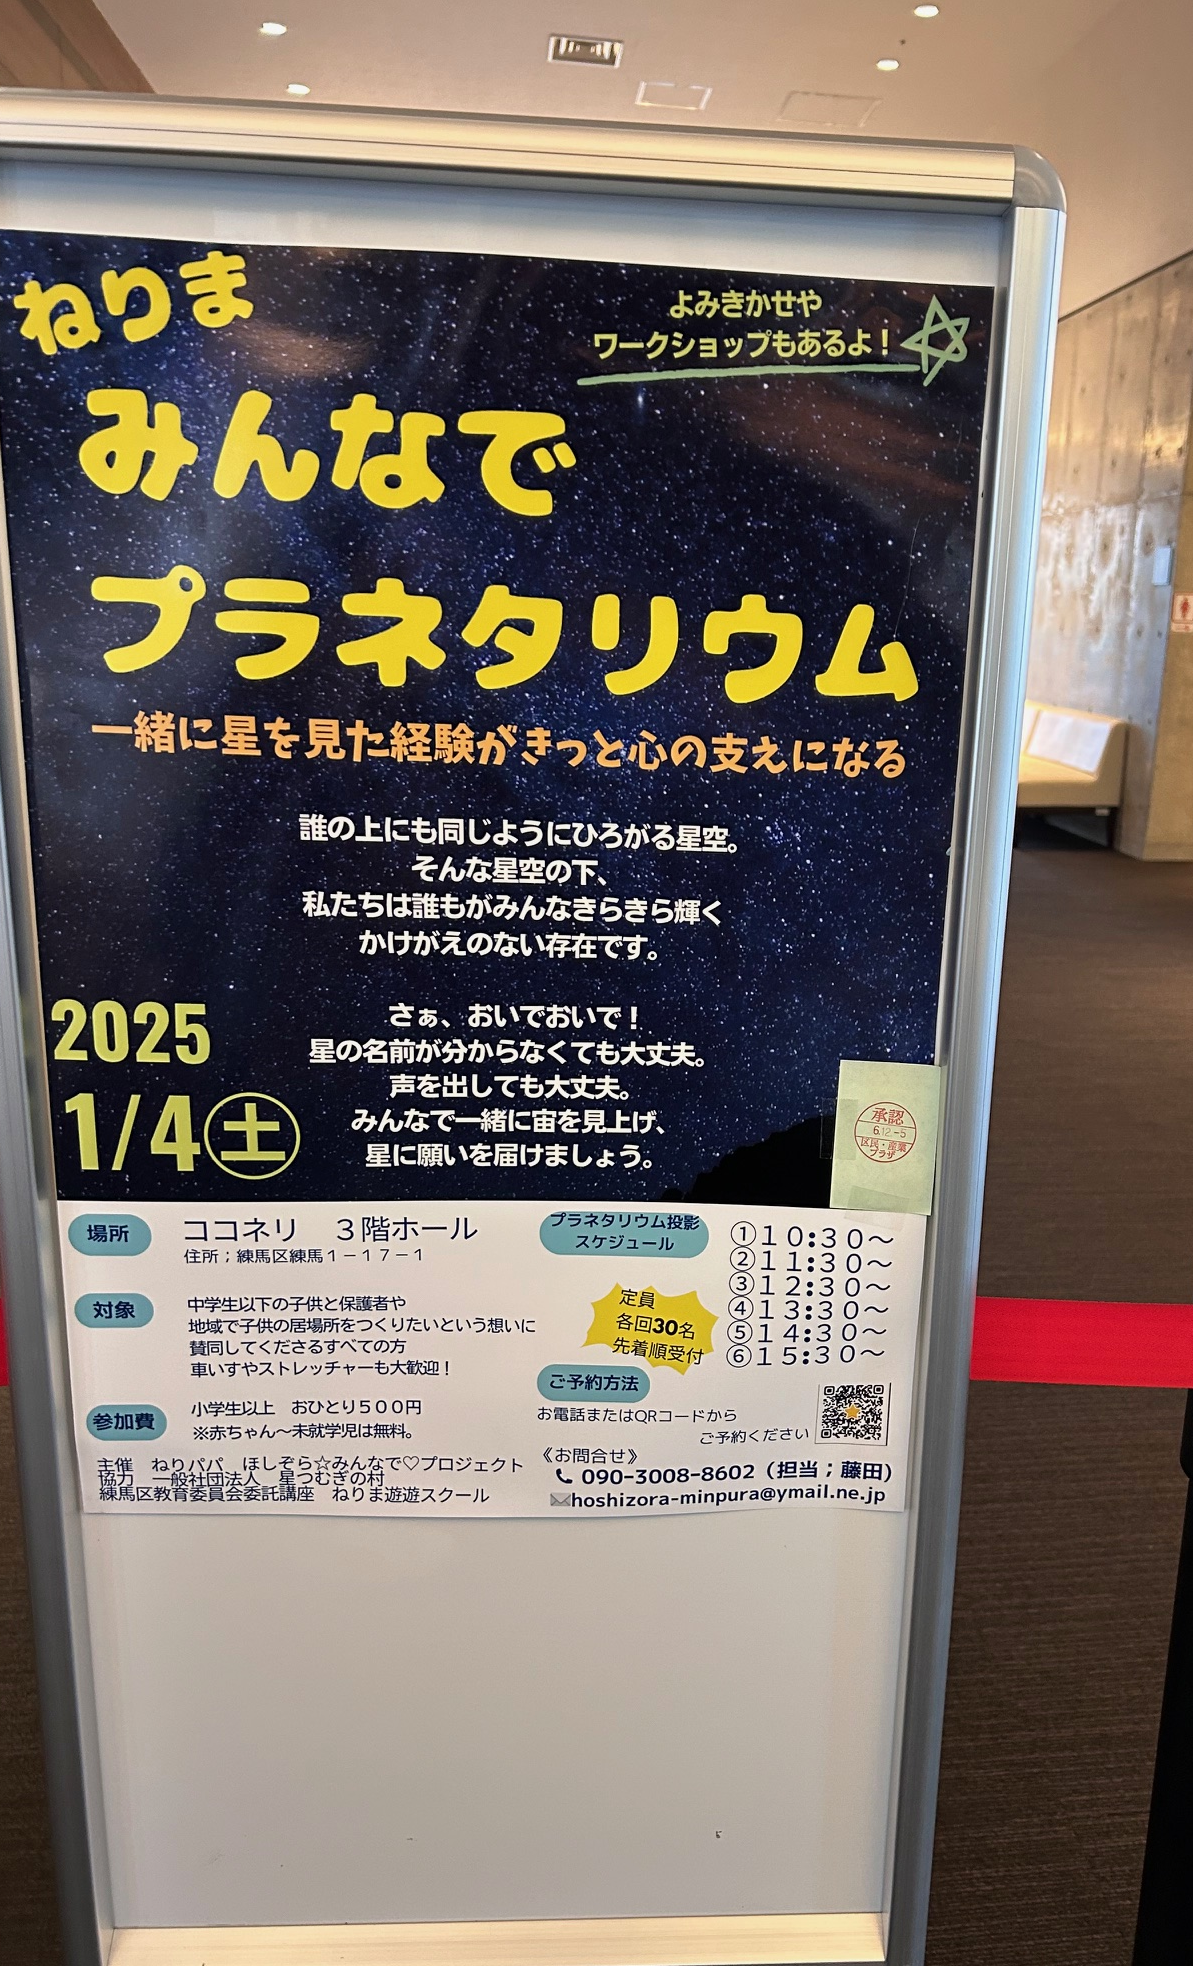 ねりま
よみきかせや
ワークショップもあるよ！
みんなで
プラネタリウム
一緒に星を見た経験がきっと心の支えになる
誰の上にも同じようにひろがる星空。
そんな星空の下、
私たちは誰もがみんなきらきら輝く
かけがえのない存在です。
さぁ、おいでおいで！
星の名前が分からなくても大丈夫。
声を出しても大丈夫。
みんなで一緒に宙を見上げ、
星に願いを届けましょう。
2025
1/4㊏
承認
6.12.-5
区民・産業
プラザ
場所
ココネリ　３階ホール
住所；練馬区練馬１－１７－１
対象
中学生以下の子供と保護者や
地域で子供の居場所をつくりたいという想いに
賛同してくださるすべての方
車いすやストレッチャーも大歓迎！
参加費
小学生以上　おひとり５００円
※赤ちゃん～未就学児は無料。
主催　ねりパパ　ほしぞら☆みんなで♡プロジェクト
協力　一般社団法人　星つむぎの村
練馬区教育委員会委託講座　ねりま遊遊スクール
プラネタリウム投影
スケジュール
①１０:３０～
②１１:３０～
③１２:３０～
④１３:３０～
⑤１４:３０～
⑥１５:３０～
定員
各回30名
先着順受付
ご予約方法
お電話またはQRコードから
ご予約ください
《お問合せ》
090-3008-8602（担当；藤田）
hoshizora-minpura@ymail.ne.jp